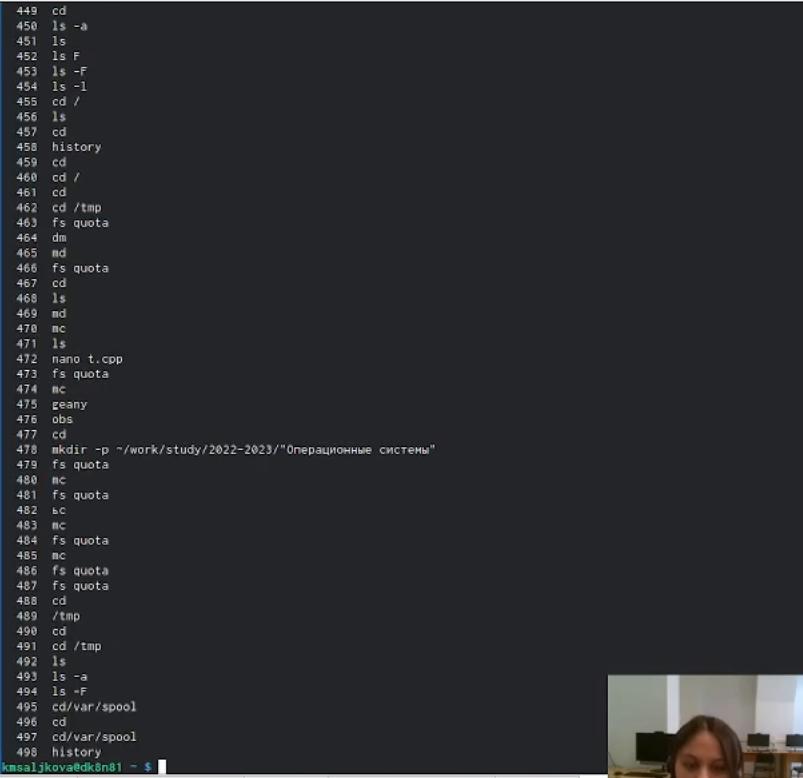 449 cd
450 ls -a
451 ls
452 ls F
453 ls -F
454 ls -l
455 cd /
456 ls
457 cd
458 history
459 cd
460 cd /
461 cd
462 cd /tmp
463 fs quota
464 dm
465 md
466 fs quota
467 cd
468 ls
469 md
470 mc
471 ls
472 nano t.cpp
473 fs quota
474 mc
475 geany
476 obs
477 cd
478 mkdir -p ~/work/study/2022-2023/"Операционные системы"
479 fs quota
480 mc
481 fs quota
482 ьс
483 mc
484 fs quota
485 mc
486 fs quota
487 fs quota
488 cd
489 /tmp
490 cd
491 cd /tmp
492 ls
493 ls -a
494 ls -F
495 cd/var/spool
496 cd
497 cd/var/spool
498 history
kmsaljkova@dk8n81 ~ $